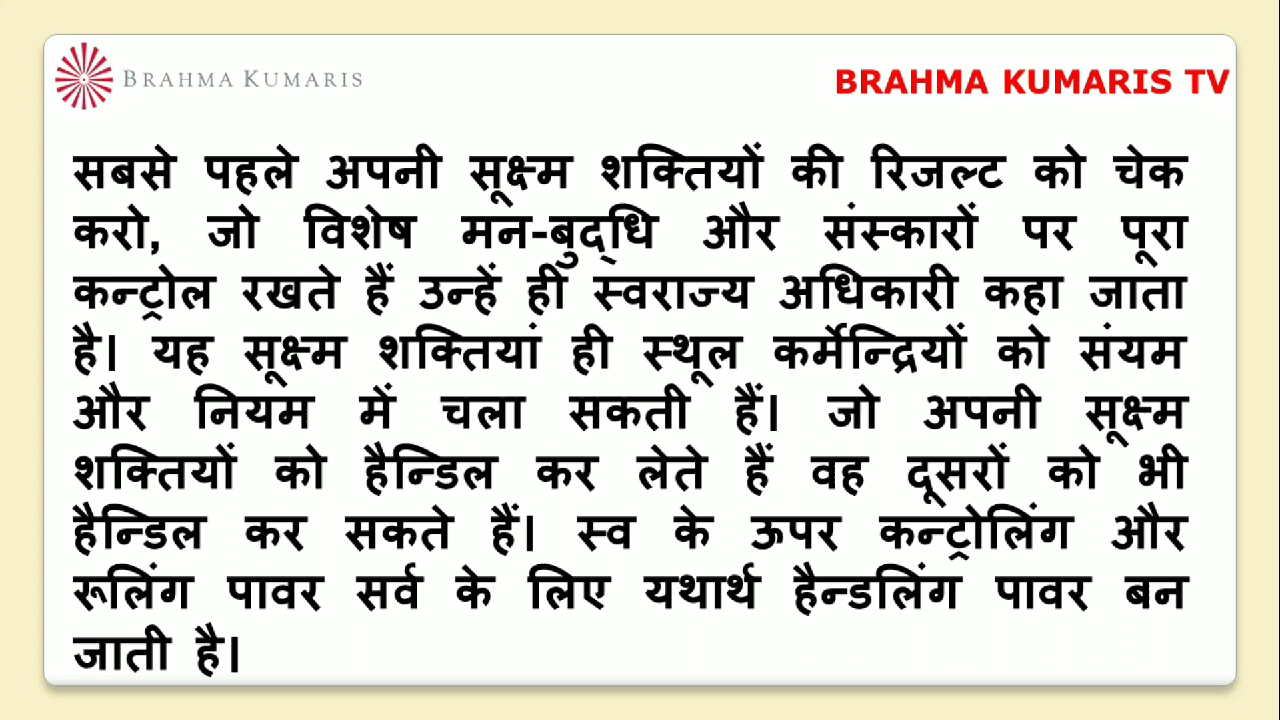 BRAHMA KUMARIS
BRAHMA KUMARIS TV
सबसे पहले अपनी सूक्ष्म शक्तियों की रिजल्ट को चेक
करो, जो विशेष मन-बुद्धि और संस्कारों पर पूरा
कन्ट्रोल रखते हैं उन्हें ही स्वराज्य अधिकारी कहा जाता
है। यह सूक्ष्म शक्तियां ही स्थूल कर्मेन्द्रियों को संयम
और नियम में चला सकती हैं। जो अपनी सूक्ष्म
शक्तियों को हैन्डिल कर लेते हैं वह दूसरों को भी
हैन्डिल कर सकते हैं। स्व के ऊपर कन्ट्रोलिंग और
रूलिंग पावर सर्व के लिए यथार्थ हैन्डलिंग पावर बन
जाती है।